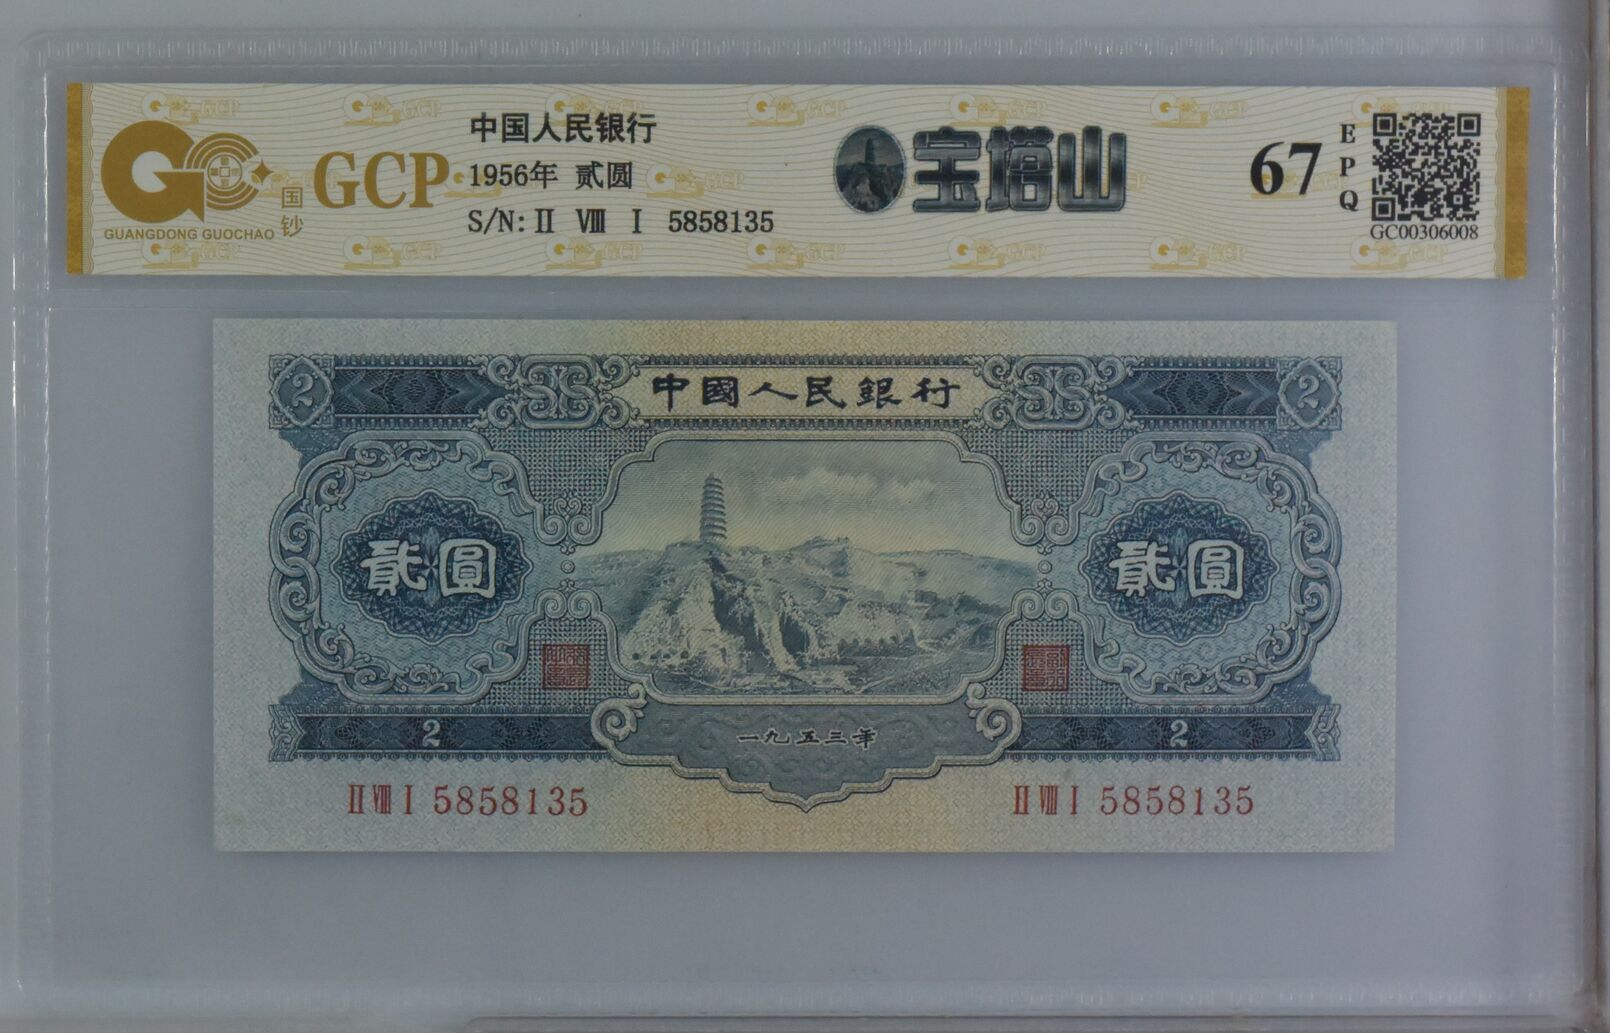 GCP
GUANGDONG GUOCHAO
国钞
中国人民银行
1956年 贰圆
S/N: II VIII I 5858135
宝塔山
67
EPQ
GC00306008
2
中國人民銀行
2
貳圓
貳圓
2
一九五三年
2
II VIII I 5858135
II VIII I 5858135